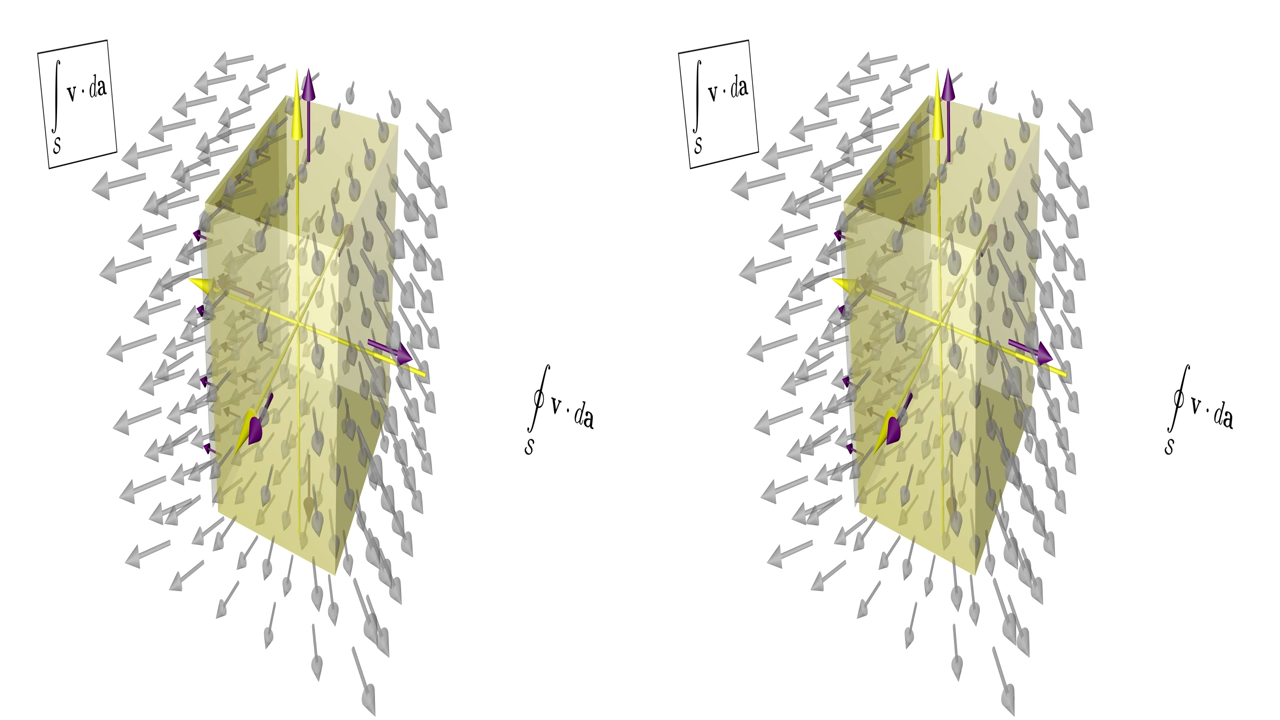 ∫ v · da
S
∫ v · da
S
∮ v · da
S
∮ v · da
S